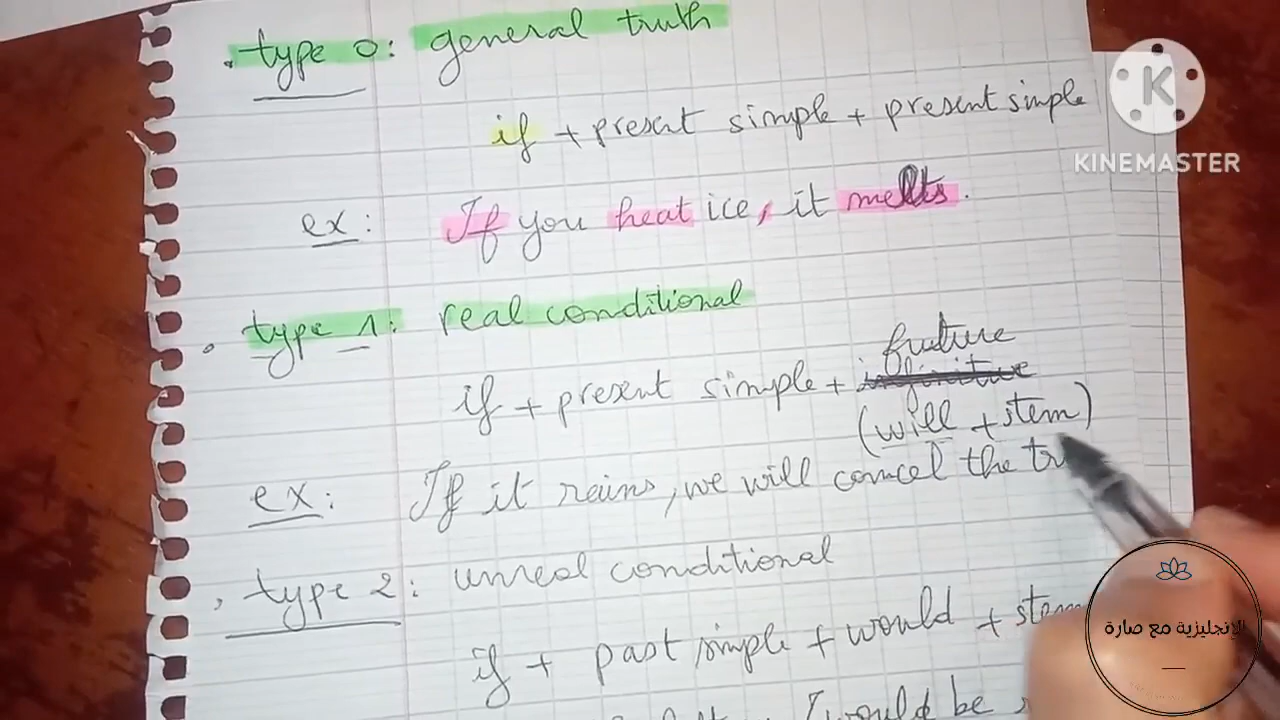 . type 0: general truth
if + present simple + present simple
ex: If you heat ice, it melts.
. type 1: real conditional
future
if + present simple + infinitive
(will + stem)
ex: If it rains, we will cancel the
, type 2: unreal conditional
if + past simple + would + stem
I would be
K
KINEMASTER
الإنجليزية مع صارة